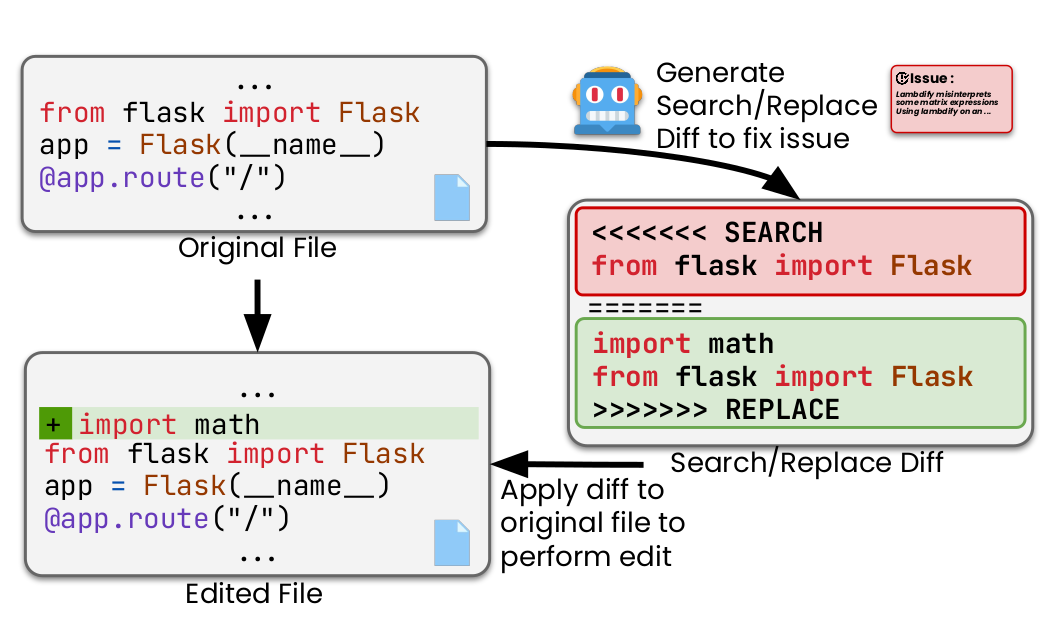 ...
from flask import Flask
app = Flask(__name__)
@app.route("/")
...
Original File
Generate
Search/Replace
Diff to fix issue
Issue :
Lambdify misinterprets
some matrix expressions
Using lambdify on an ...
<<<<<<< SEARCH
from flask import Flask
=======
import math
from flask import Flask
>>>>>>> REPLACE
Search/Replace Diff
Apply diff to
original file to
perform edit
...
+ import math
from flask import Flask
app = Flask(__name__)
@app.route("/")
...
Edited File